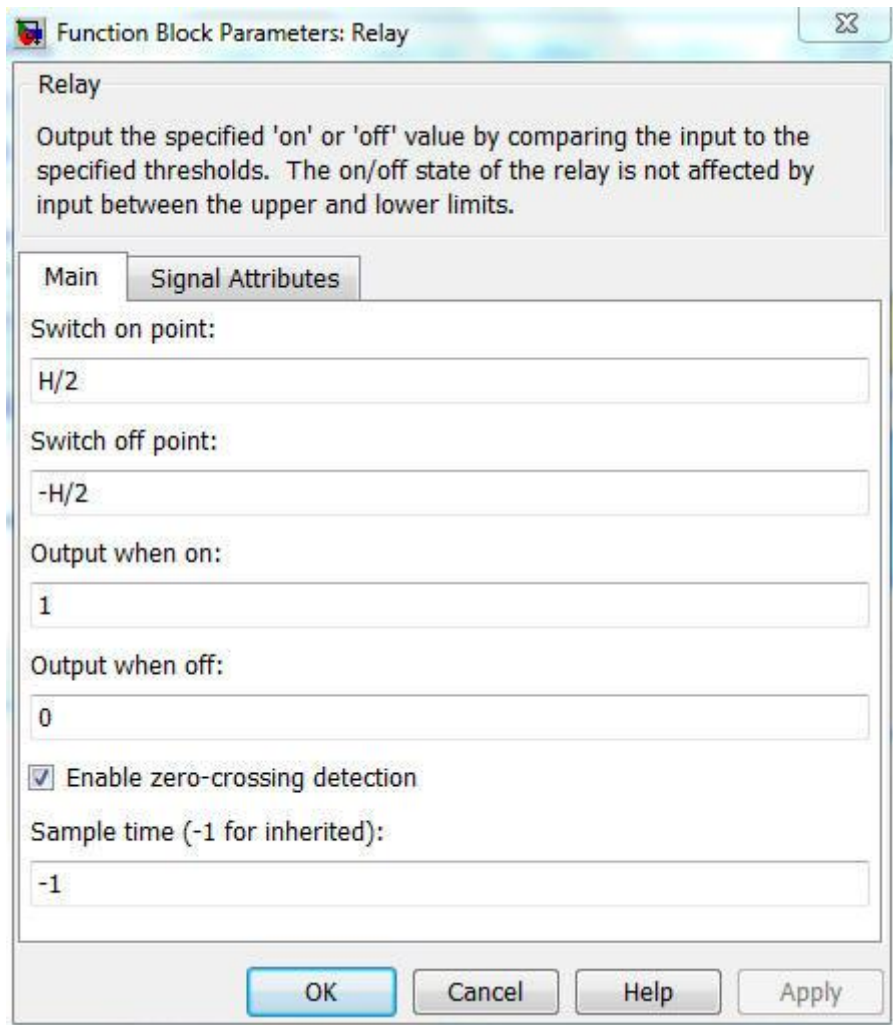 Function Block Parameters: Relay
Relay
Output the specified 'on' or 'off' value by comparing the input to the
specified thresholds.  The on/off state of the relay is not affected by
input between the upper and lower limits.
Main
Signal Attributes
Switch on point:
H/2
Switch off point:
-H/2
Output when on:
1
Output when off:
0
Enable zero-crossing detection
Sample time (-1 for inherited):
-1
OK
Cancel
Help
Apply